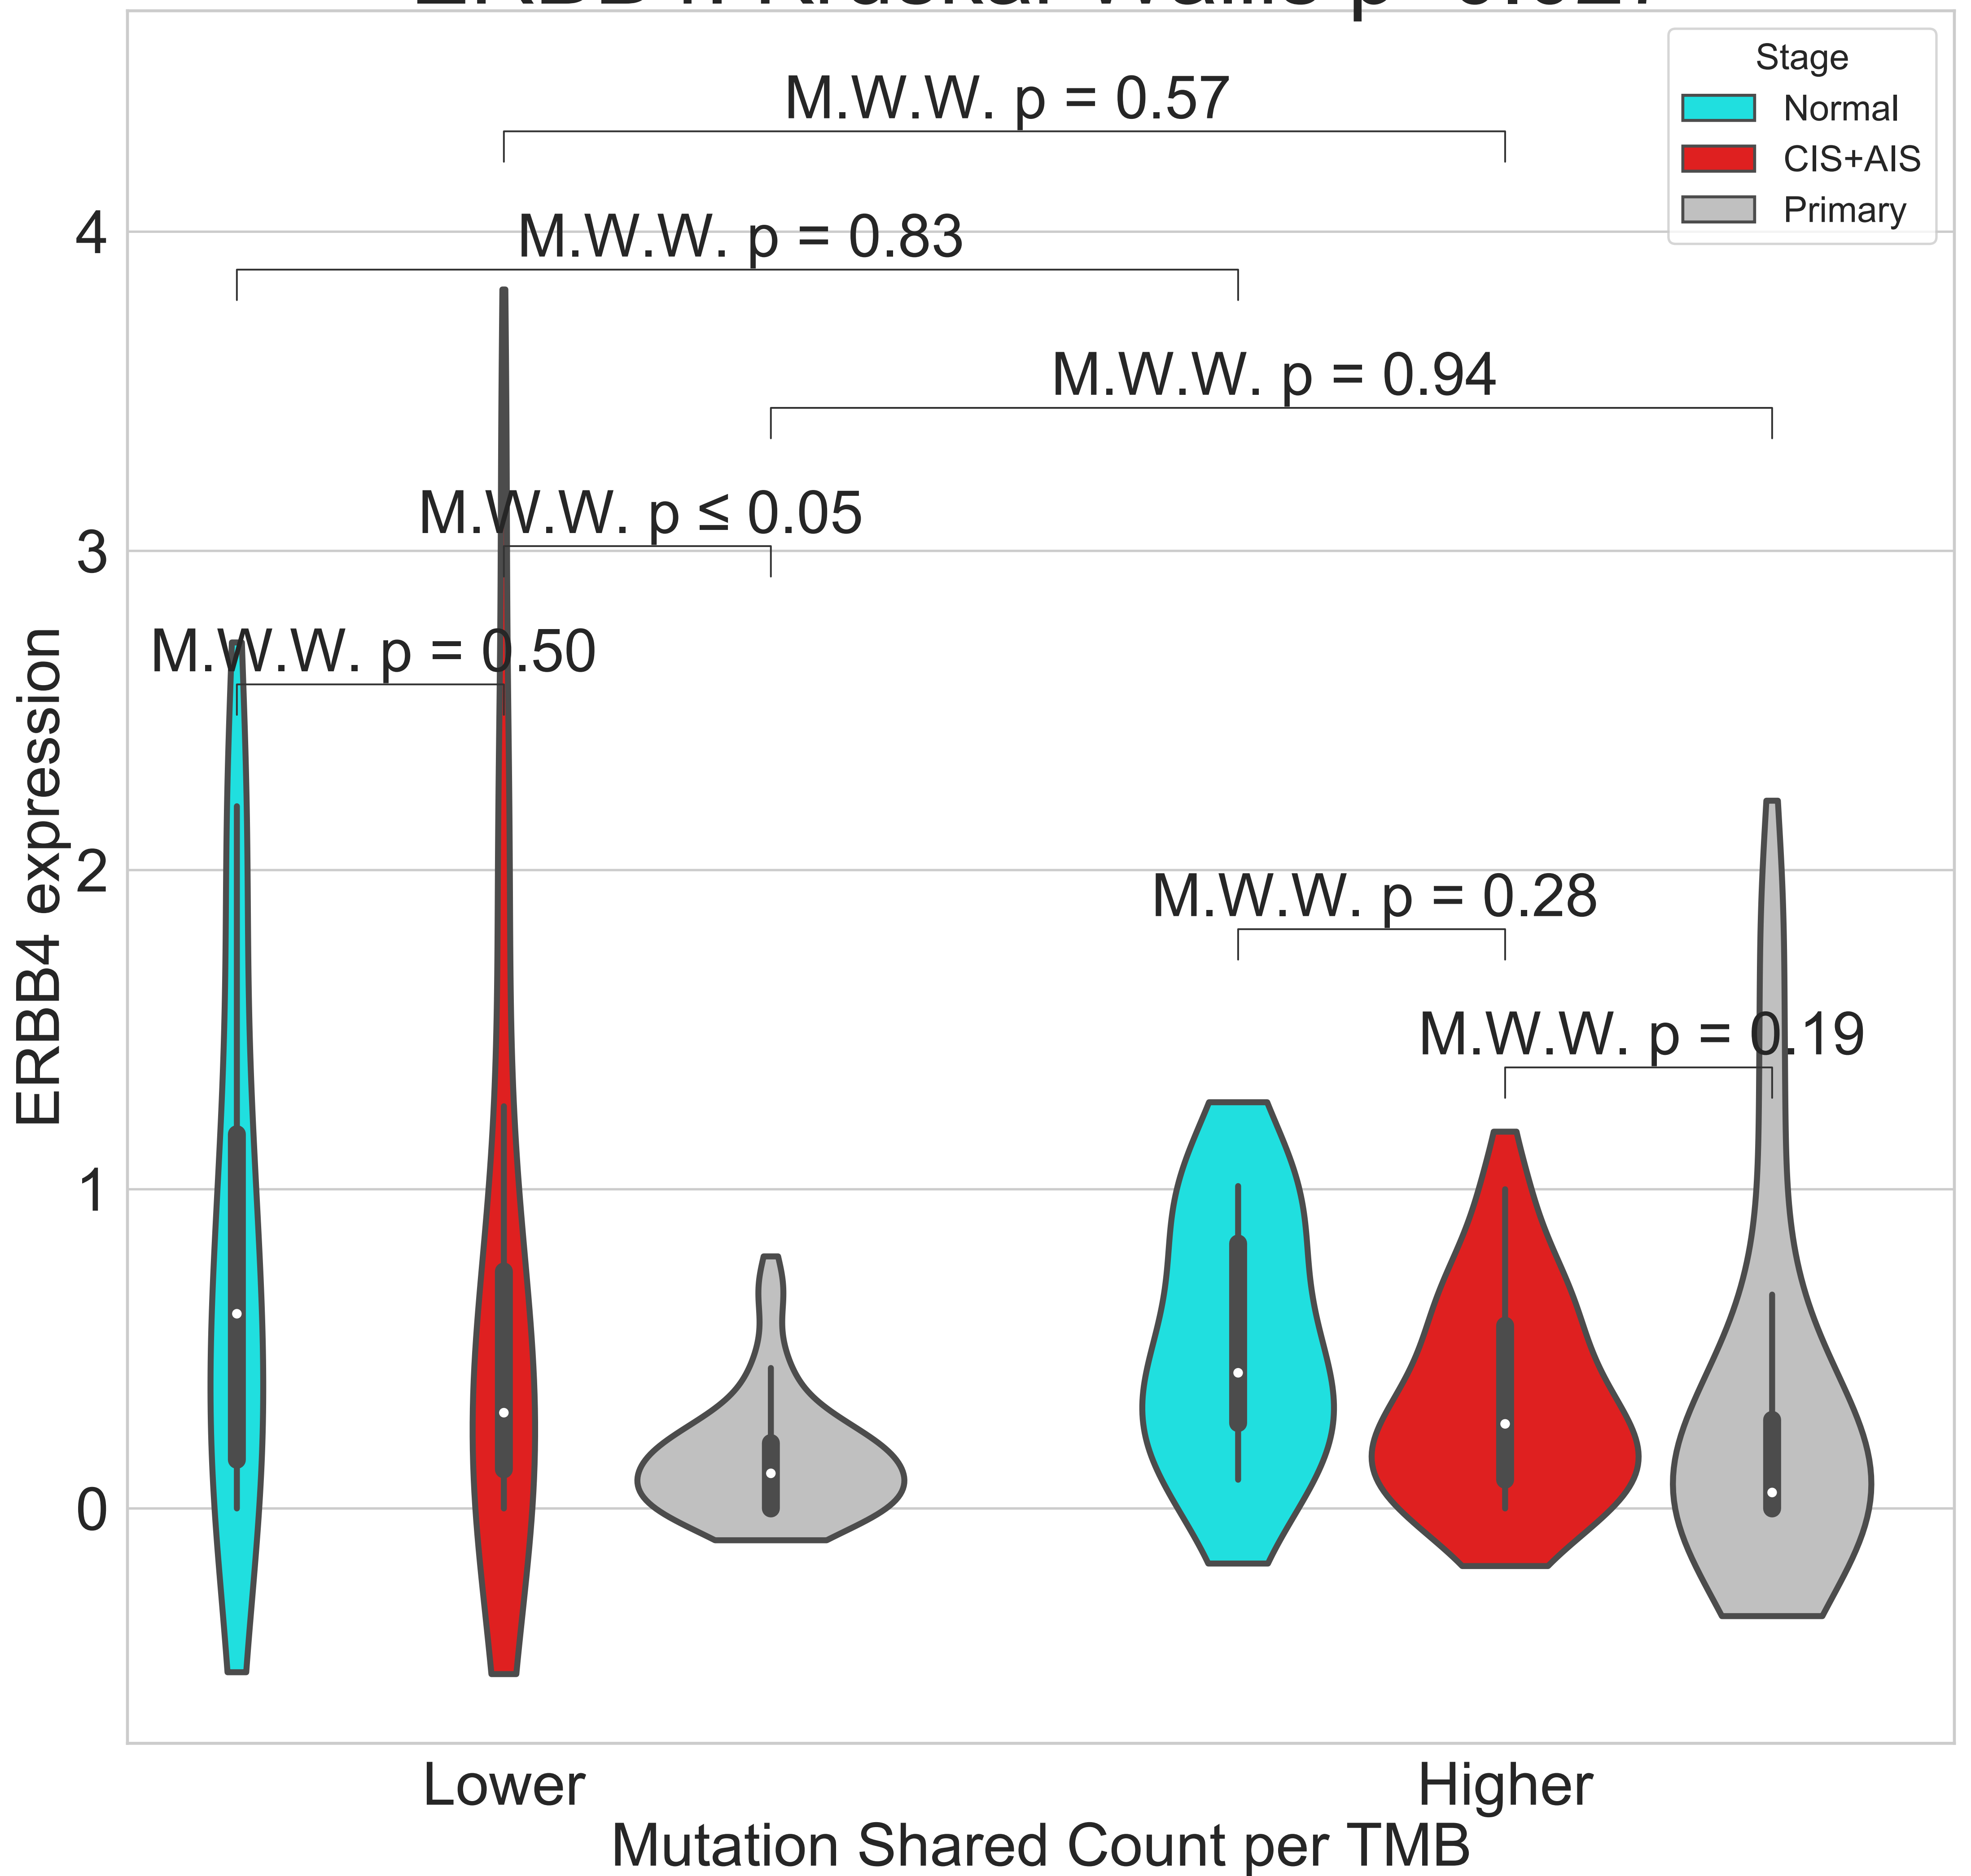 Stage
Normal
CIS+AIS
Primary
M.W.W. p = 0.57
M.W.W. p = 0.83
M.W.W. p = 0.94
M.W.W. p ≤ 0.05
M.W.W. p = 0.50
M.W.W. p = 0.28
M.W.W. p = 0.19
4
3
2
1
0
ERBB4 expression
Lower
Higher
Mutation Shared Count per TMB